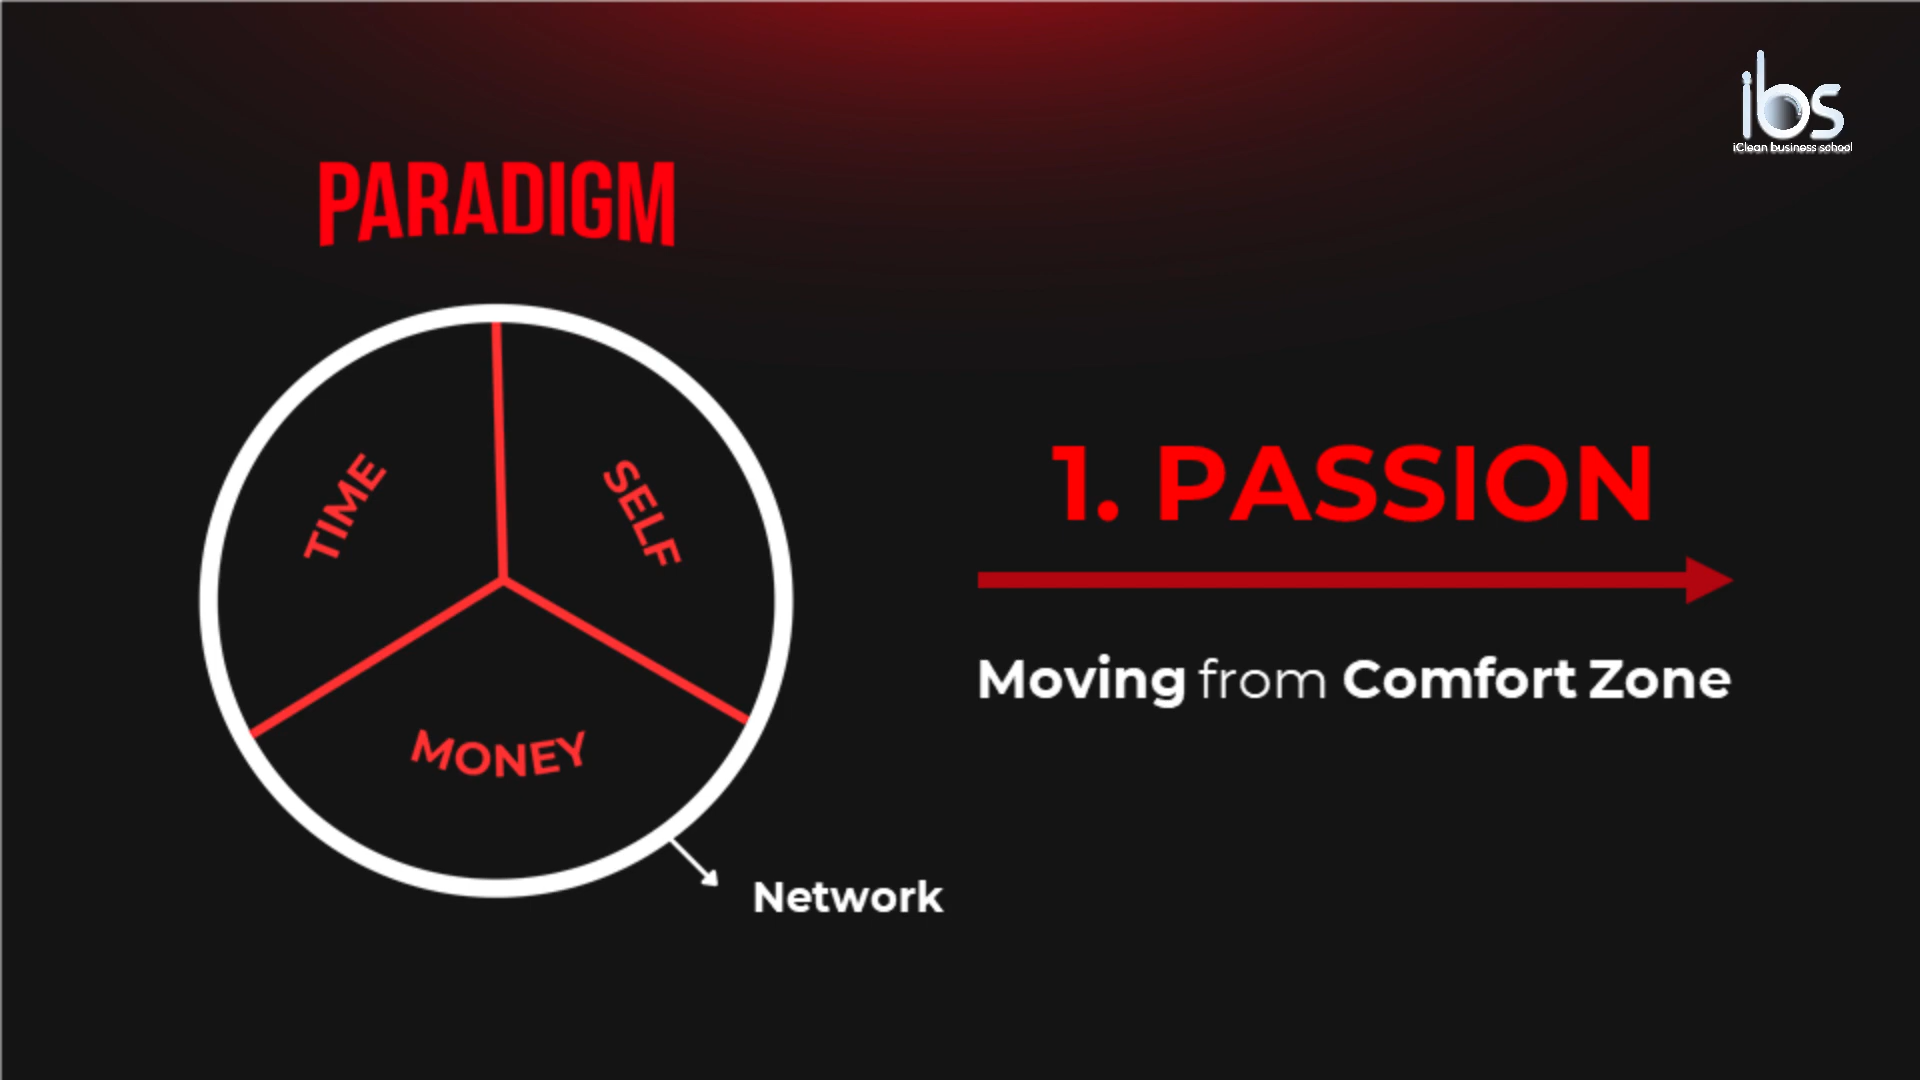 ibs
iClean business school
PARADIGM
TIME
SELF
MONEY
Network
1. PASSION
Moving from Comfort Zone